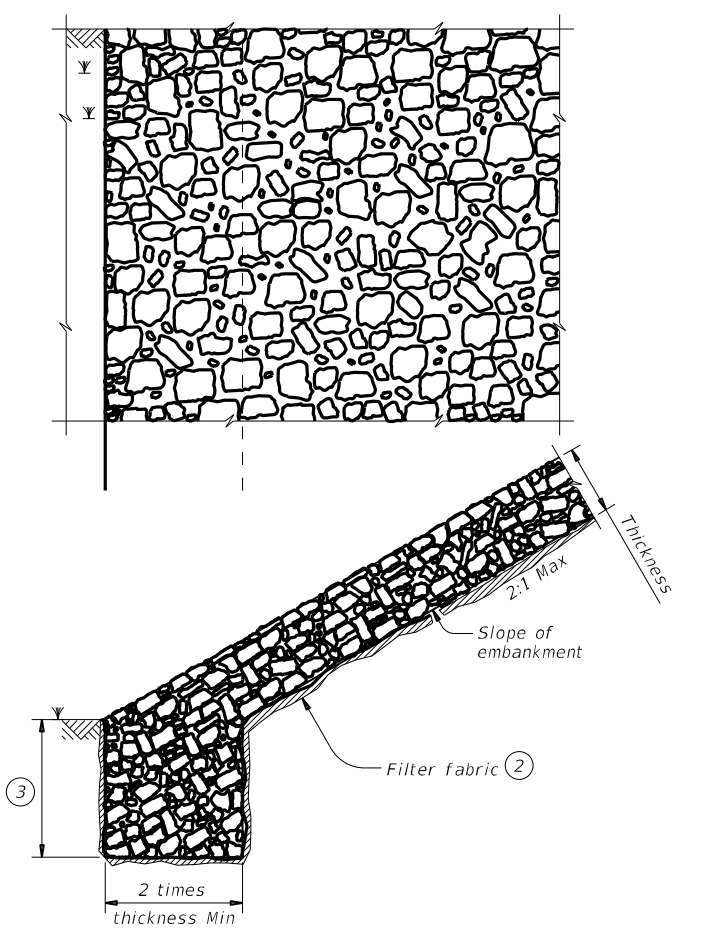 Thickness
2:1 Max
Slope of
embankment
Filter fabric 2
3
2 times
thickness Min